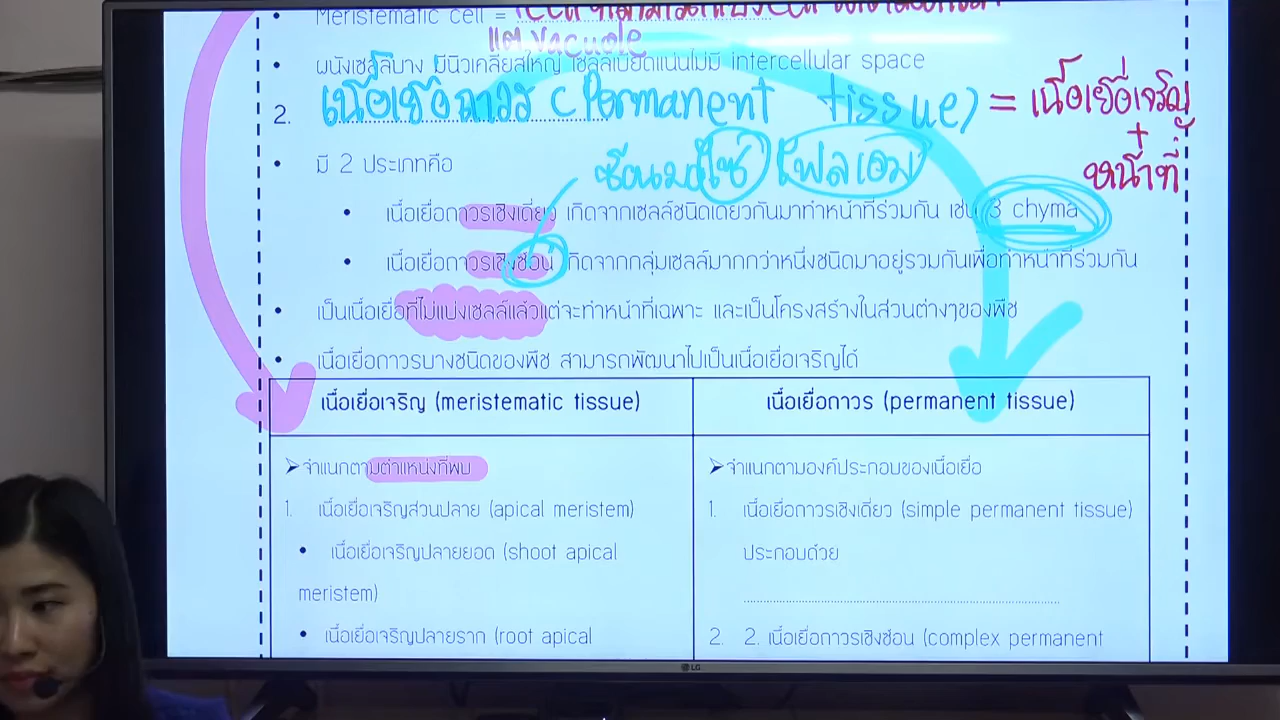 Meristematic cell =
แต่ vacuole
ผนังเซลล์บาง มีนิวเคลียสใหญ่ เซลล์เบียดแน่นไม่มี intercellular space
2. เนื้อเยื่อถาวร (Permanent tissue) = เนื้อเยื่อเจริญ
+
หน้าที่
มี 2 ประเภทคือ
โฟลเอม
เนื้อเยื่อถาวรเชิงเดี่ยว เกิดจากเซลล์ชนิดเดียวกันมาทำหน้าที่ร่วมกัน เช่น 3 chyma
เนื้อเยื่อถาวรเชิงซ้อน เกิดจากกลุ่มเซลล์มากกว่าหนึ่งชนิดมาอยู่รวมกันเพื่อทำหน้าที่ร่วมกัน
เป็นเนื้อเยื่อที่ไม่แบ่งเซลล์แล้วแต่จะทำหน้าที่เฉพาะ และเป็นโครงสร้างในส่วนต่างๆของพืช
เนื้อเยื่อถาวรบางชนิดของพืช สามารถพัฒนาไปเป็นเนื้อเยื่อเจริญได้
เนื้อเยื่อเจริญ (meristematic tissue)
จำแนกตามตำแหน่งที่พบ
1. เนื้อเยื่อเจริญส่วนปลาย (apical meristem)
เนื้อเยื่อเจริญปลายยอด (shoot apical
meristem)
เนื้อเยื่อเจริญปลายราก (root apical
เนื้อเยื่อถาวร (permanent tissue)
จำแนกตามองค์ประกอบของเนื้อเยื่อ
1. เนื้อเยื่อถาวรเชิงเดี่ยว (simple permanent tissue)
ประกอบด้วย
2. 2. เนื้อเยื่อถาวรเชิงซ้อน (complex permanent
LG